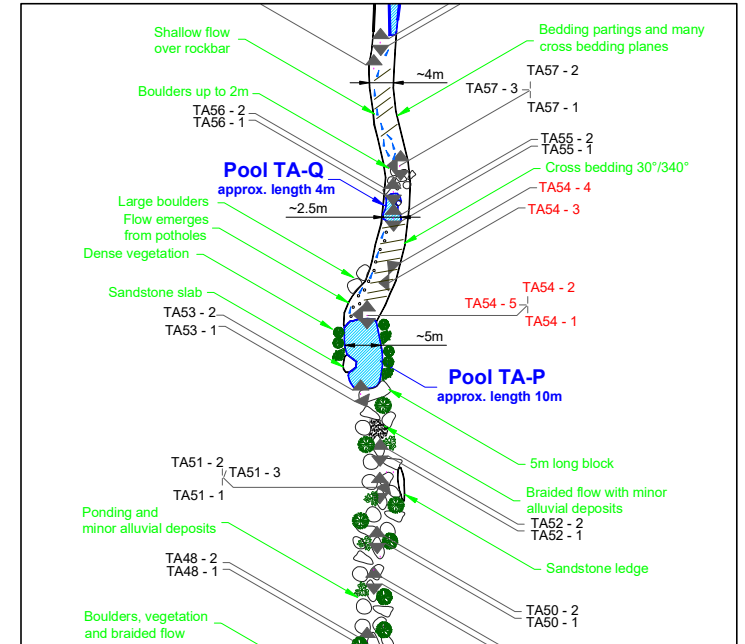 Shallow flow
over rockbar
Bedding partings and many
cross bedding planes
~4m
TA57 - 2
TA57 - 3
TA57 - 1
Boulders up to 2m
TA56 - 2
TA56 - 1
TA55 - 2
TA55 - 1
Pool TA-Q
approx. length 4m
Cross bedding 30°/340°
TA54 - 4
TA54 - 3
Large boulders
~2.5m
Flow emerges
from potholes
Dense vegetation
Sandstone slab
TA54 - 2
TA54 - 5
TA54 - 1
TA53 - 2
TA53 - 1
~5m
Pool TA-P
approx. length 10m
5m long block
TA51 - 2
TA51 - 3
TA51 - 1
Braided flow with minor
alluvial deposits
Ponding and
minor alluvial deposits
TA52 - 2
TA52 - 1
TA48 - 2
TA48 - 1
Sandstone ledge
TA50 - 2
TA50 - 1
Boulders, vegetation
and braided flow